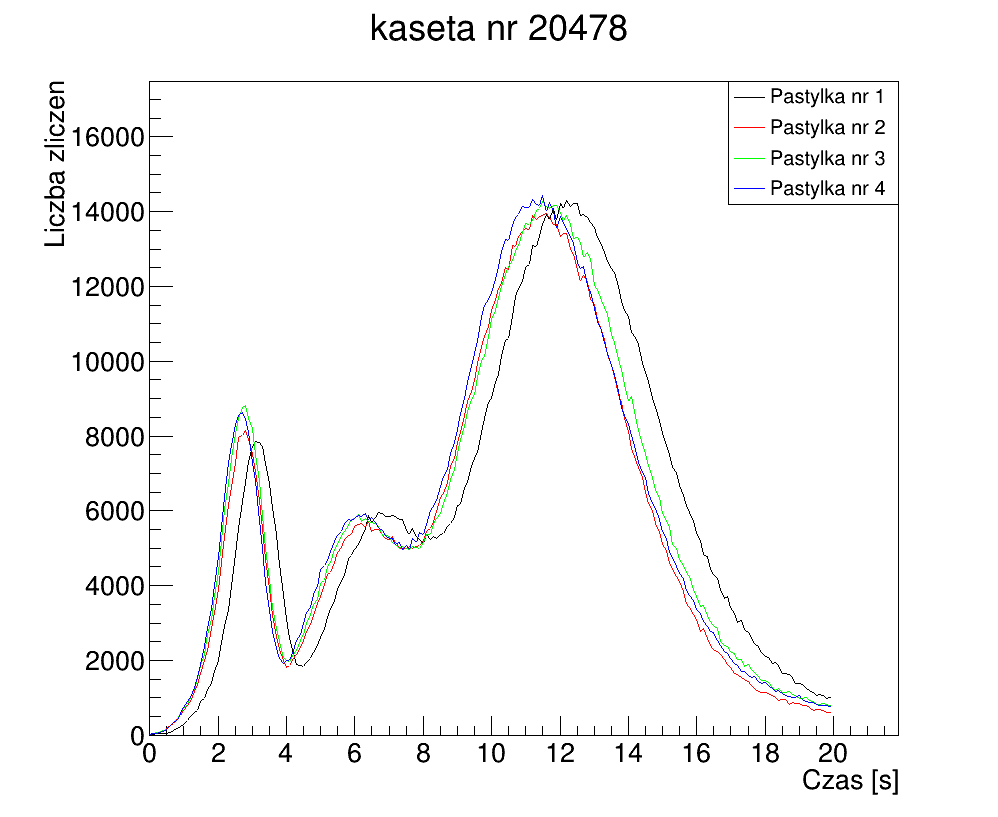 kaseta nr 20478
Liczba zliczen
Pastylka nr 1
Pastylka nr 2
Pastylka nr 3
Pastylka nr 4
16000
14000
12000
10000
8000
6000
4000
2000
0
0 2 4 6 8 10 12 14 16 18 20
Czas [s]